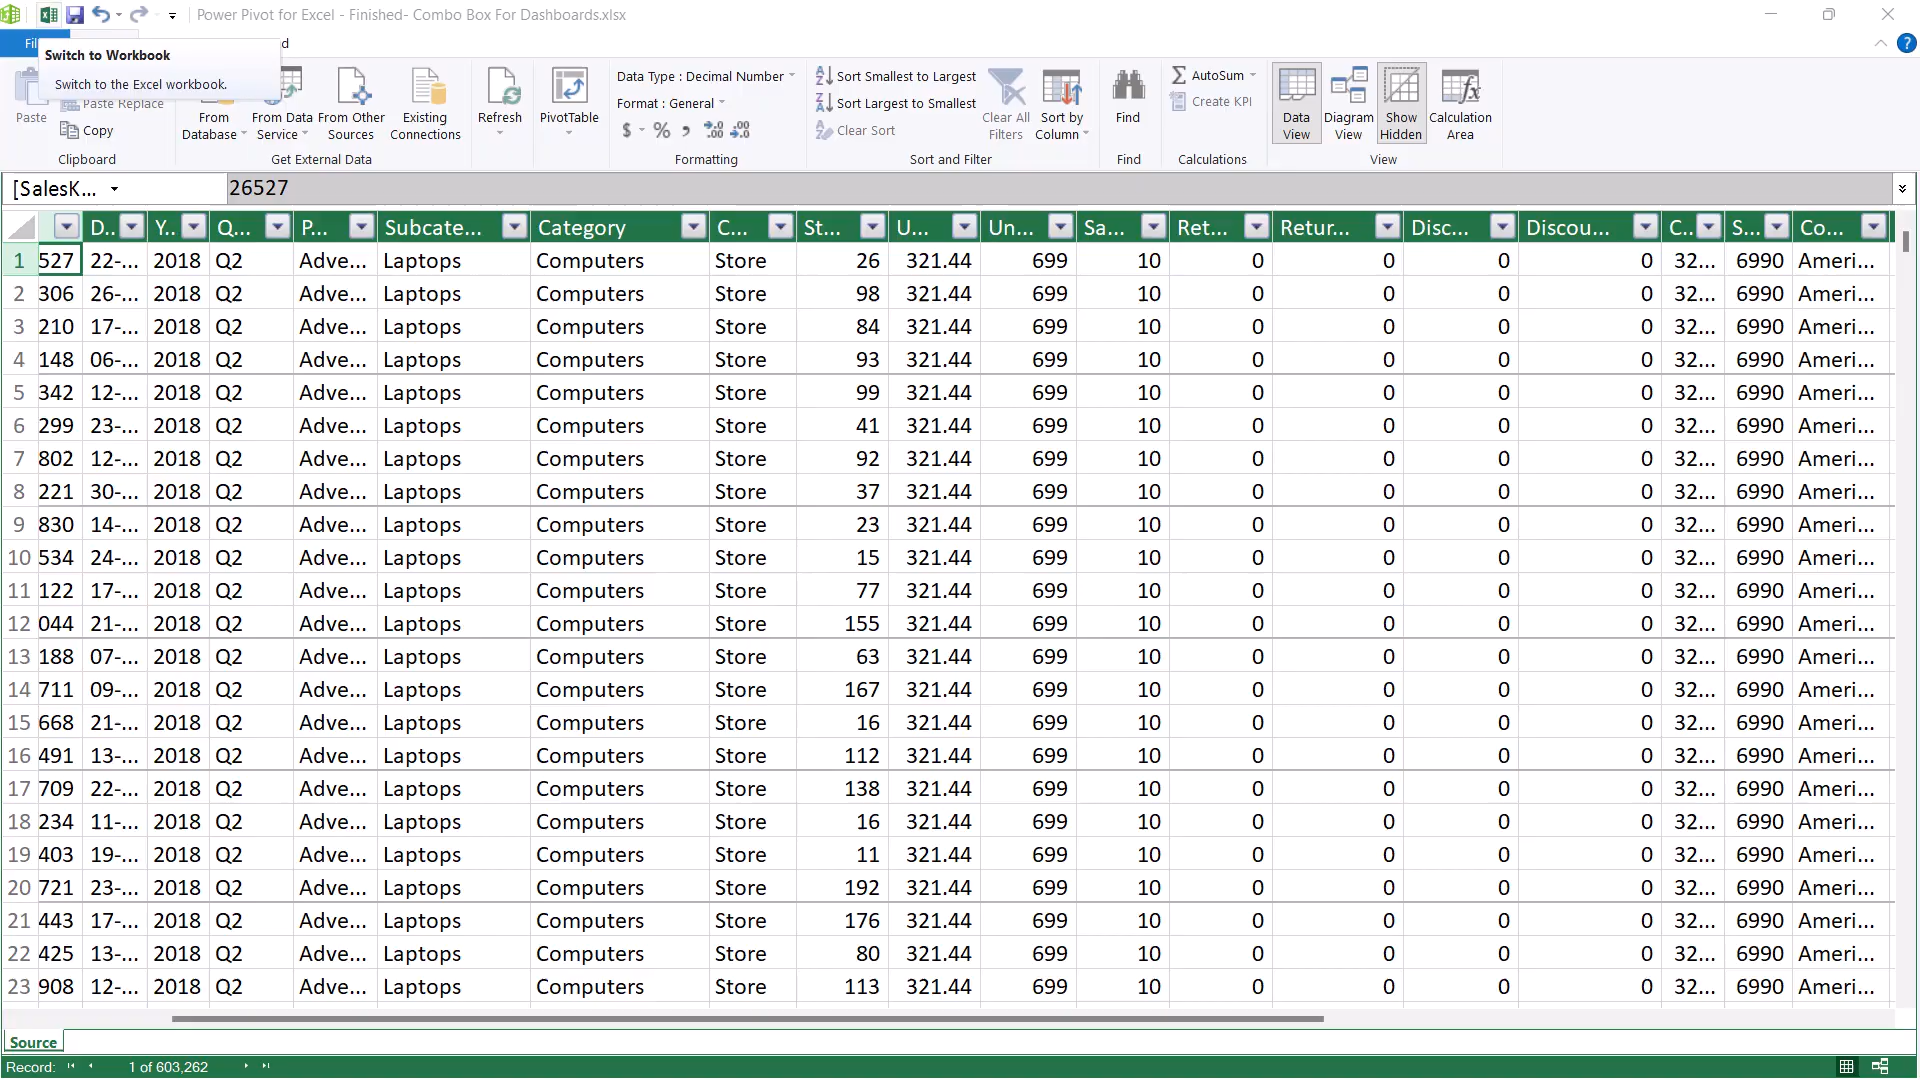 Power Pivot for Excel - Finished- Combo Box For Dashboards.xlsx
Switch to Workbook
Switch to the Excel workbook.
Paste
Paste Replace
Copy
Clipboard
From Database
From Data Service
From Other Sources
Existing Connections
Get External Data
Refresh
PivotTable
Data Type : Decimal Number
Format : General
$ % ,
Formatting
Sort Smallest to Largest
Sort Largest to Smallest
Clear Sort
Clear All Filters
Sort by Column
Sort and Filter
Find
Find
AutoSum
Create KPI
Calculations
Data View
Diagram View
Show Hidden
Calculation Area
View
[SalesK... 26527
D.. Y.. Q... P... Subcate... Category C... St... U... Un... Sa... Ret... Retur... Disc... Discou... C.. S... Co...
1 527 22-... 2018 Q2 Adve... Laptops Computers Store 26 321.44 699 10 0 0 0 0 32... 6990 Ameri...
2 306 26-... 2018 Q2 Adve... Laptops Computers Store 98 321.44 699 10 0 0 0 0 32... 6990 Ameri...
3 210 17-... 2018 Q2 Adve... Laptops Computers Store 84 321.44 699 10 0 0 0 0 32... 6990 Ameri...
4 148 06-... 2018 Q2 Adve... Laptops Computers Store 93 321.44 699 10 0 0 0 0 32... 6990 Ameri...
5 342 12-... 2018 Q2 Adve... Laptops Computers Store 99 321.44 699 10 0 0 0 0 32... 6990 Ameri...
6 299 23-... 2018 Q2 Adve... Laptops Computers Store 41 321.44 699 10 0 0 0 0 32... 6990 Ameri...
7 802 12-... 2018 Q2 Adve... Laptops Computers Store 92 321.44 699 10 0 0 0 0 32... 6990 Ameri...
8 221 30-... 2018 Q2 Adve... Laptops Computers Store 37 321.44 699 10 0 0 0 0 32... 6990 Ameri...
9 830 14-... 2018 Q2 Adve... Laptops Computers Store 23 321.44 699 10 0 0 0 0 32... 6990 Ameri...
10 534 24-... 2018 Q2 Adve... Laptops Computers Store 15 321.44 699 10 0 0 0 0 32... 6990 Ameri...
11 122 17-... 2018 Q2 Adve... Laptops Computers Store 77 321.44 699 10 0 0 0 0 32... 6990 Ameri...
12 044 21-... 2018 Q2 Adve... Laptops Computers Store 155 321.44 699 10 0 0 0 0 32... 6990 Ameri...
13 188 07-... 2018 Q2 Adve... Laptops Computers Store 63 321.44 699 10 0 0 0 0 32... 6990 Ameri...
14 711 09-... 2018 Q2 Adve... Laptops Computers Store 167 321.44 699 10 0 0 0 0 32... 6990 Ameri...
15 668 21-... 2018 Q2 Adve... Laptops Computers Store 16 321.44 699 10 0 0 0 0 32... 6990 Ameri...
16 491 13-... 2018 Q2 Adve... Laptops Computers Store 112 321.44 699 10 0 0 0 0 32... 6990 Ameri...
17 709 22-... 2018 Q2 Adve... Laptops Computers Store 138 321.44 699 10 0 0 0 0 32... 6990 Ameri...
18 234 11-... 2018 Q2 Adve... Laptops Computers Store 16 321.44 699 10 0 0 0 0 32... 6990 Ameri...
19 403 19-... 2018 Q2 Adve... Laptops Computers Store 11 321.44 699 10 0 0 0 0 32... 6990 Ameri...
20 721 23-... 2018 Q2 Adve... Laptops Computers Store 192 321.44 699 10 0 0 0 0 32... 6990 Ameri...
21 443 17-... 2018 Q2 Adve... Laptops Computers Store 176 321.44 699 10 0 0 0 0 32... 6990 Ameri...
22 425 13-... 2018 Q2 Adve... Laptops Computers Store 80 321.44 699 10 0 0 0 0 32... 6990 Ameri...
23 908 12-... 2018 Q2 Adve... Laptops Computers Store 113 321.44 699 10 0 0 0 0 32... 6990 Ameri...
Source
Record: 1 of 603,262